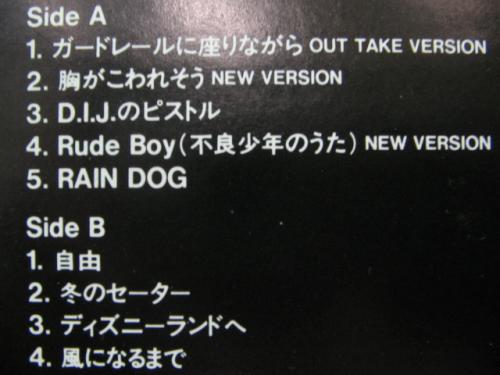 Side A
1. ガードレールに座りながら OUT TAKE VERSION
2. 胸がこわれそう NEW VERSION
3. D.I.J.のピストル
4. Rude Boy(不良少年のうた) NEW VERSION
5. RAIN DOG
Side B
1. 自由
2. 冬のセーター
3. ディズニーランドへ
4. 風になるまで